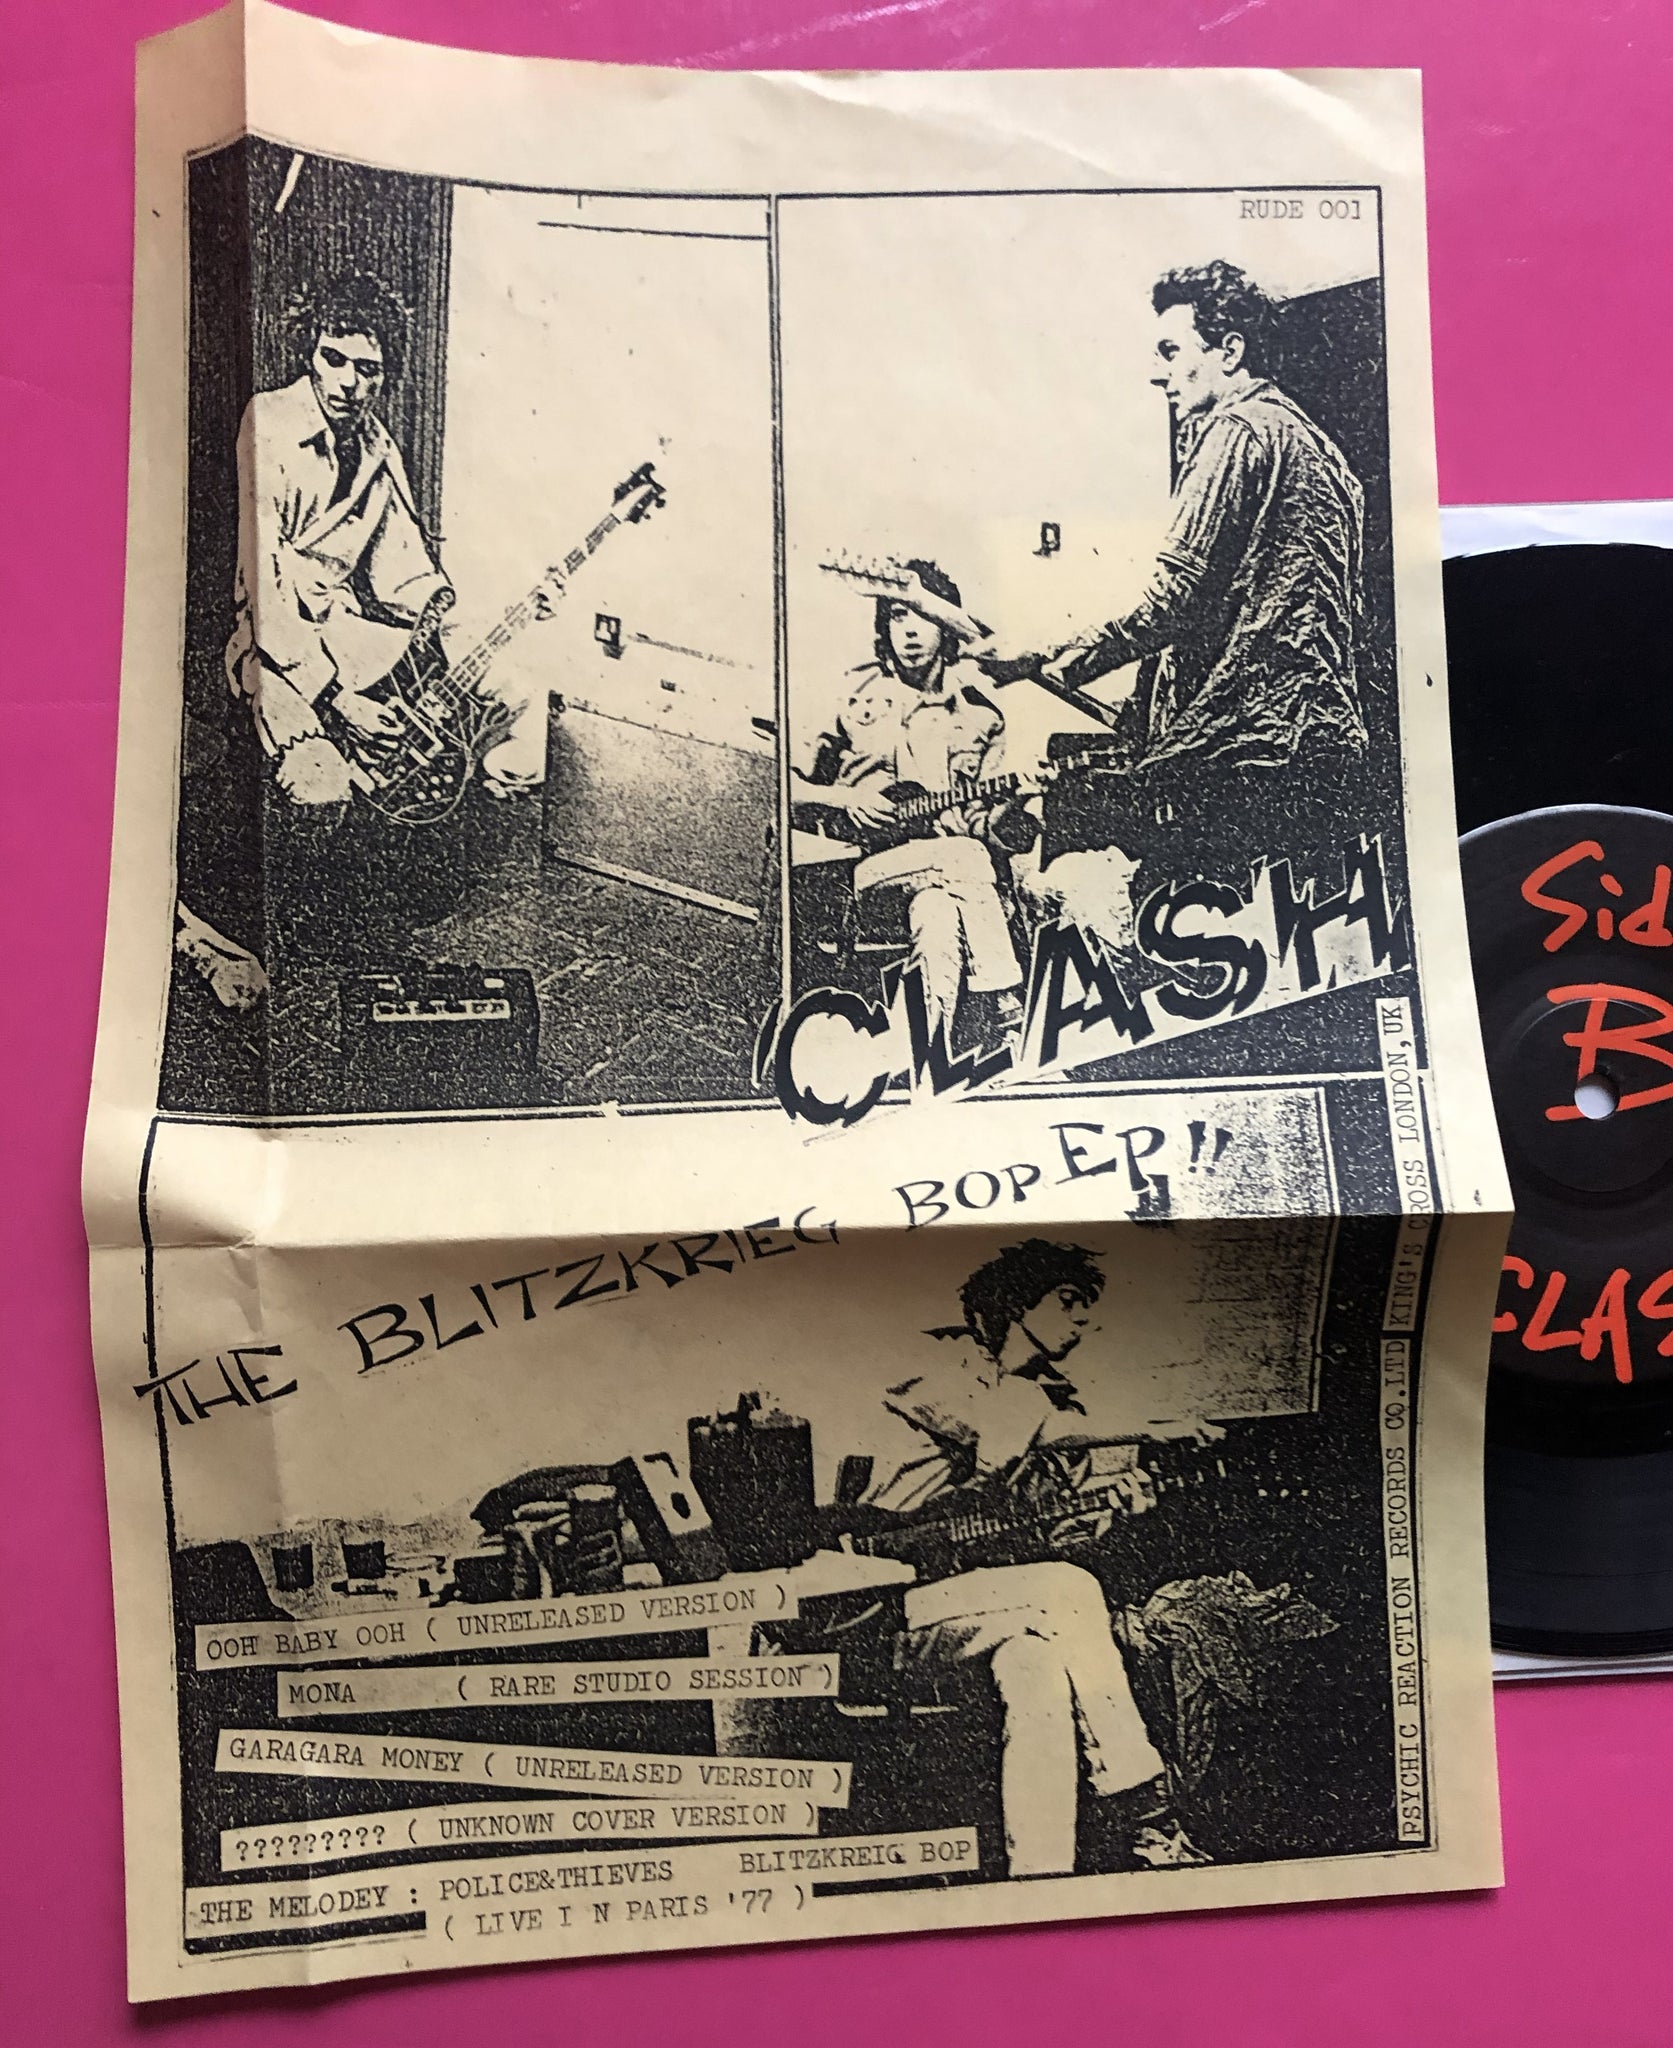 RUDE 001
CLASH
THE BLITZKRIEG BOP EP!!
OOH BABY OOH ( UNRELEASED VERSION )
MONA ( RARE STUDIO SESSION )
GARAGARA MONEY ( UNRELEASED VERSION )
????????? ( UNKNOWN COVER VERSION )
THE MELODEY : POLICE&THIEVES BLITZKREIG BOP
( LIVE I N PARIS '77 )
PSYCHIC REACTION RECORDS CO.LTD KING'S CROSS LONDON,UK
Sid
B
CLAS